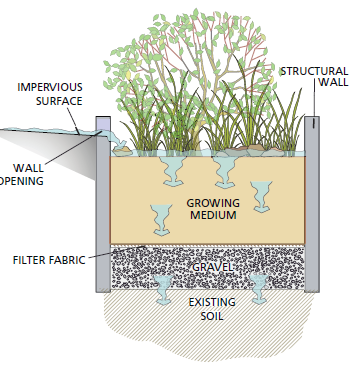 IMPERVIOUS
SURFACE
STRUCTURAL
WALL
WALL
OPENING
GROWING
MEDIUM
FILTER FABRIC
GRAVEL
EXISTING
SOIL